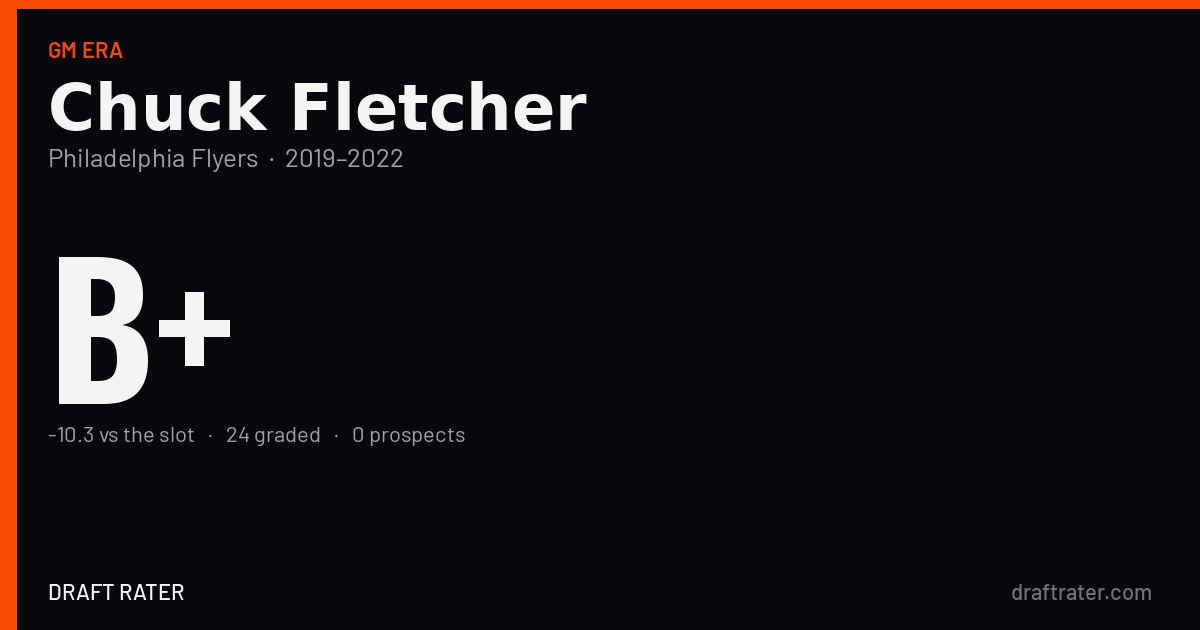 GM ERA
Chuck Fletcher
Philadelphia Flyers · 2019–2022
B+
-10.3 vs the slot · 24 graded · 0 prospects
DRAFT RATER
draftrater.com